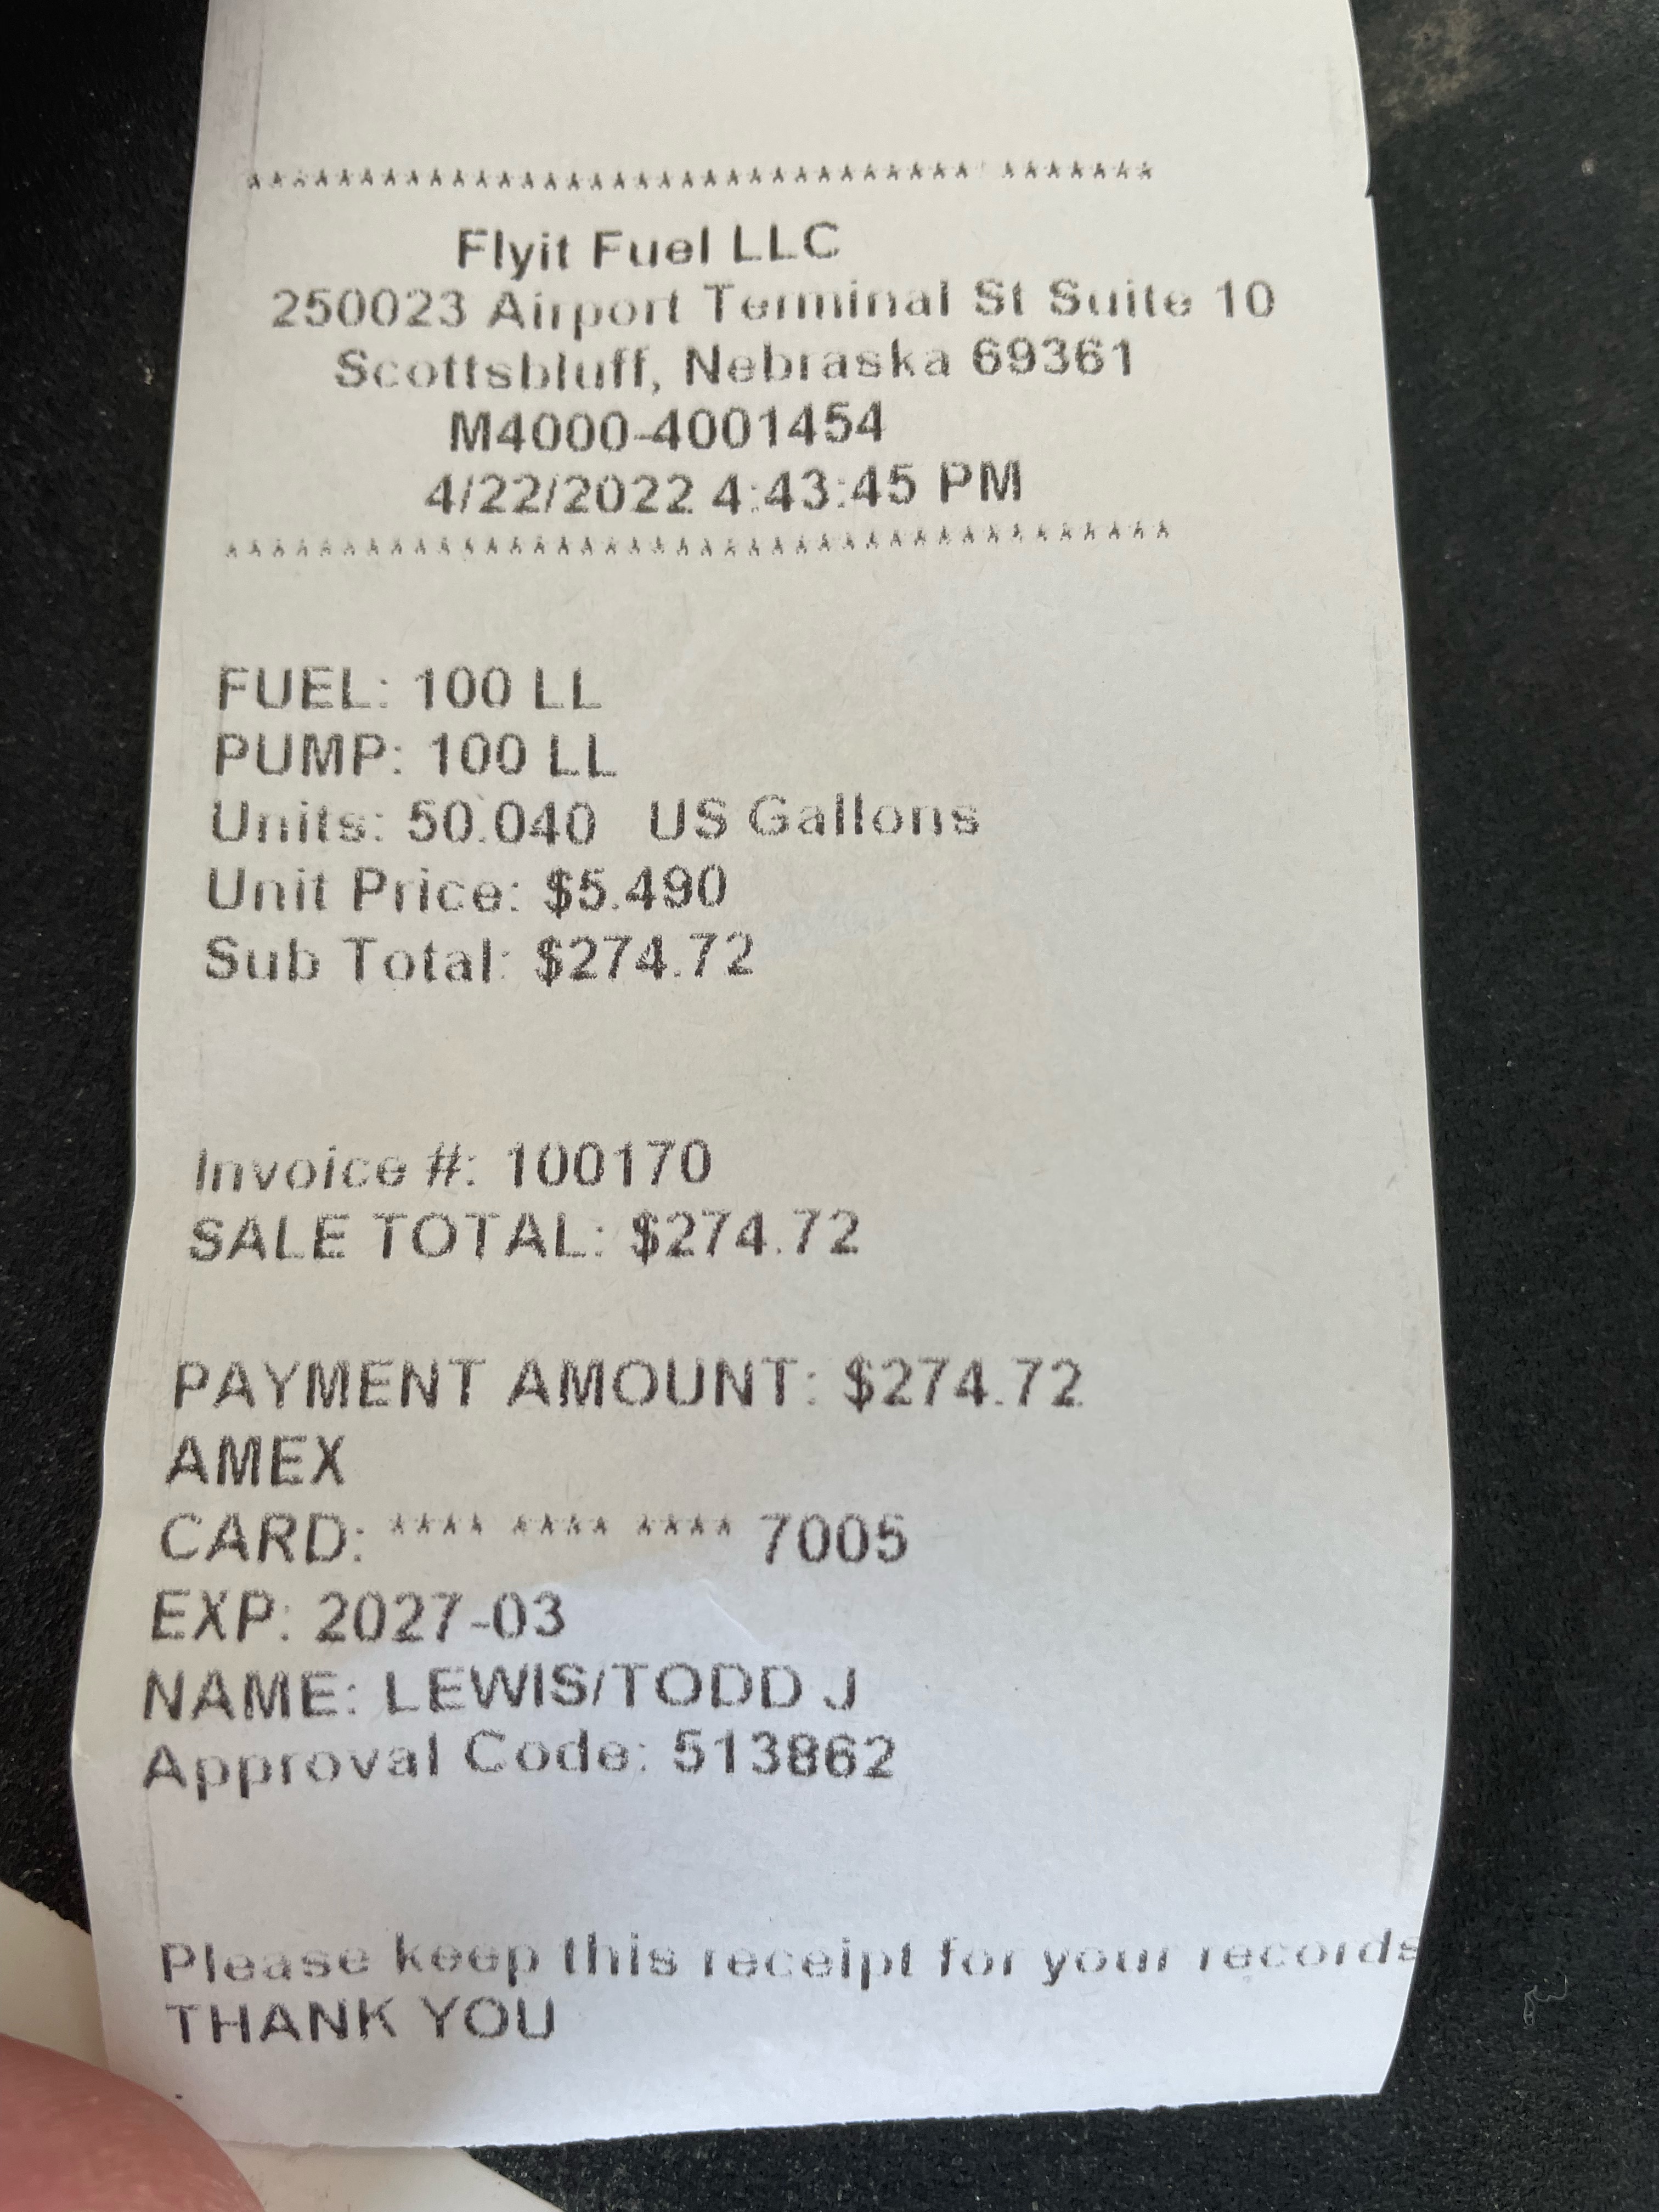 ****************************** *******
Flyit Fuel LLC
250023 Airport Terminal St Suite 10
Scottsbluff, Nebraska 69361
M4000-4001454
4/22/2022 4:43:45 PM
****************************************
FUEL: 100 LL
PUMP: 100 LL
Units: 50.040 US Gallons
Unit Price: $5.490
Sub Total: $274.72
Invoice #: 100170
SALE TOTAL: $274.72
PAYMENT AMOUNT: $274.72
AMEX
CARD: **** **** **** 7005
EXP: 2027-03
NAME: LEWIS/TODD J
Approval Code: 513862
Please keep this receipt for your records
THANK YOU